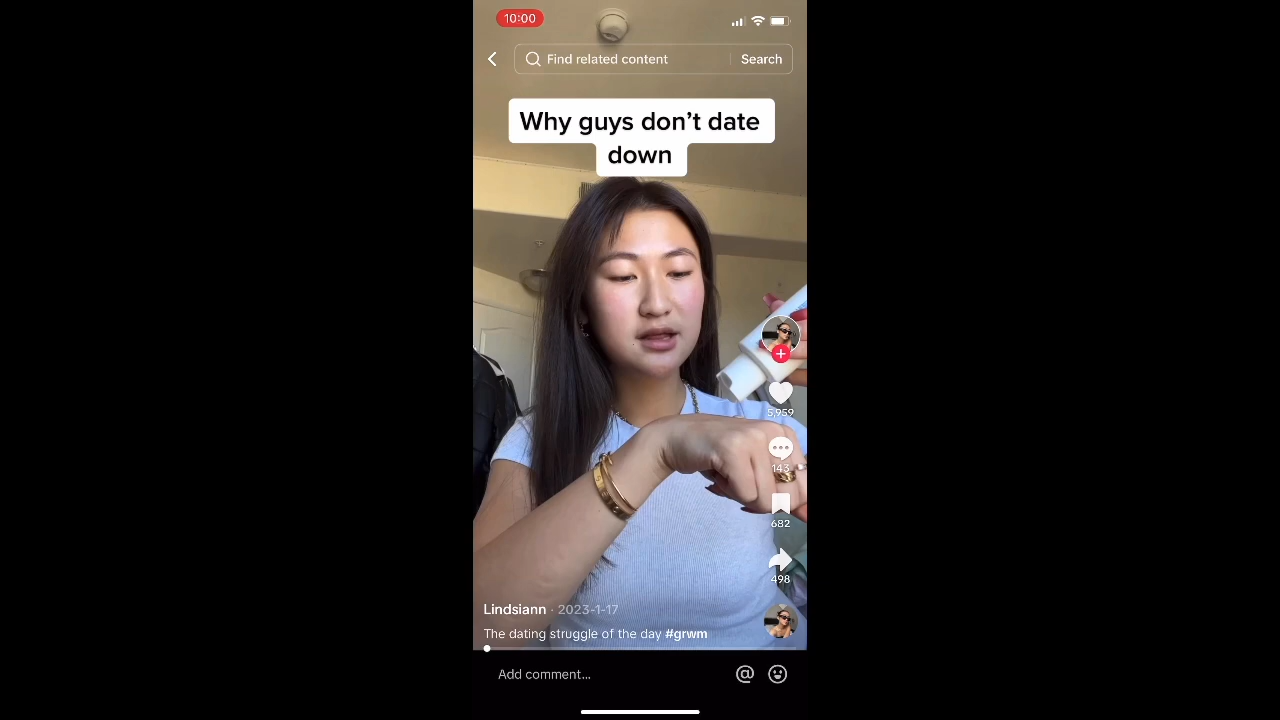 10:00
Find related content
Search
Why guys don’t date
down
5,959
143
682
498
Lindsiann · 2023-1-17
The dating struggle of the day #grwm
Add comment...